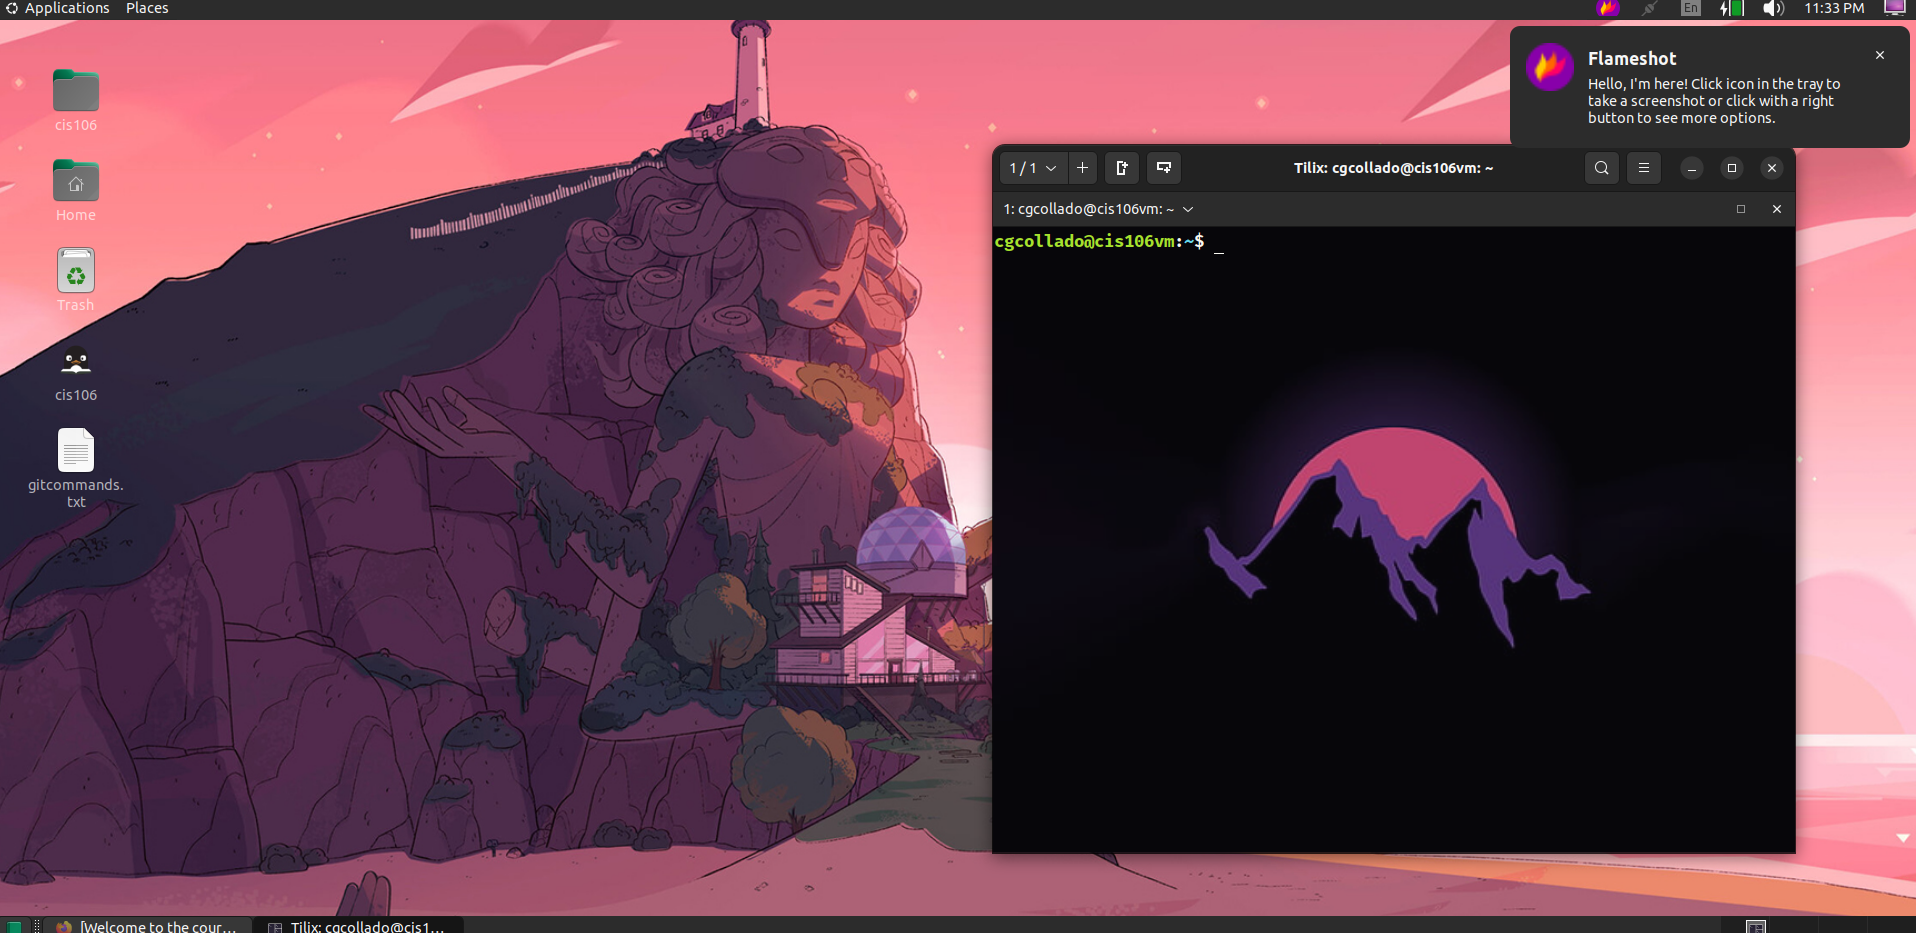 Applications Places
En 11:33 PM
cis106
Home
Trash
cis106
gitcommands.
txt
Flameshot
Hello, I'm here! Click icon in the tray to
take a screenshot or click with a right
button to see more options.
1 / 1
Tilix: cgcollado@cis106vm: ~
1: cgcollado@cis106vm: ~
cgcollado@cis106vm:~$ _
[Welcome to the cour...
Tilix: cgcollado@cis1...